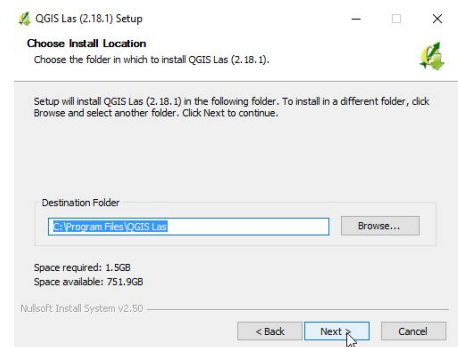 QGIS Las (2.18.1) Setup
Choose Install Location
Choose the folder in which to install QGIS Las (2.18.1).
Setup will install QGIS Las (2.18.1) in the following folder. To install in a different folder, click
Browse and select another folder. Click Next to continue.
Destination Folder
C:\Program Files\QGIS Las
Browse...
Space required: 1.5GB
Space available: 751.9GB
Nullsoft Install System v2.50
< Back
Next >
Cancel